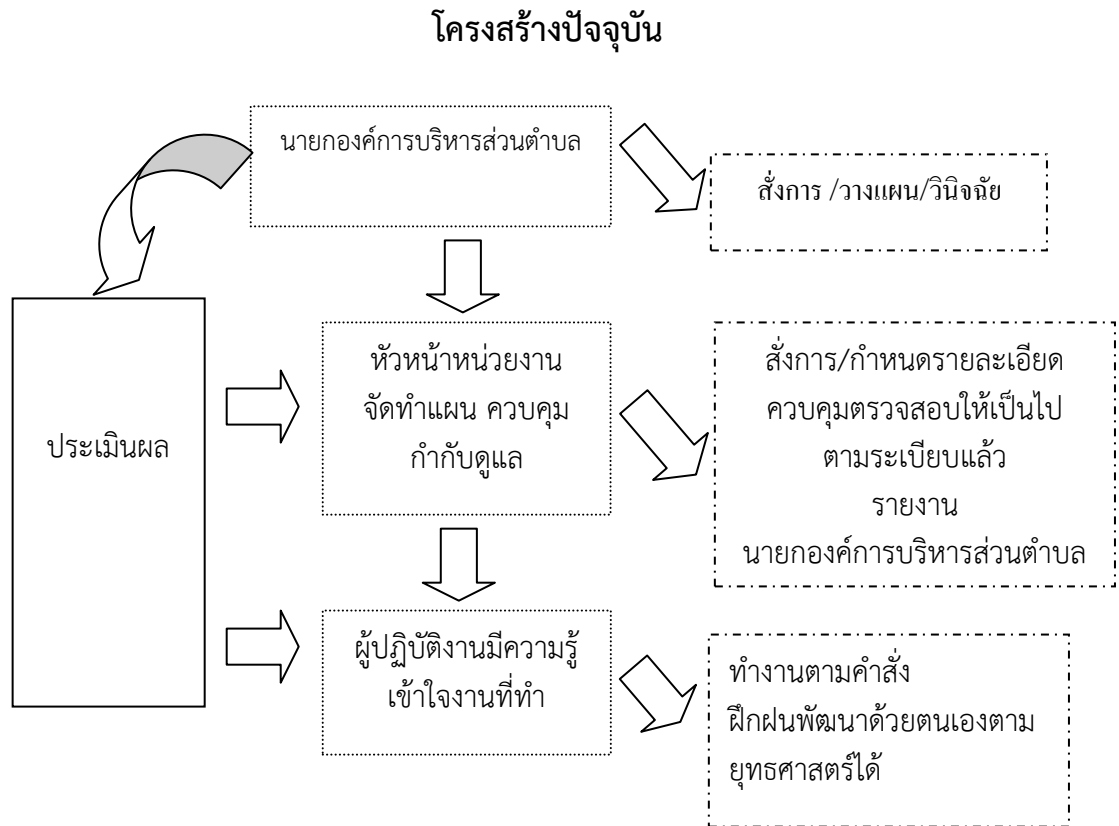 โครงสร้างปัจจุบัน
นายกองค์การบริหารส่วนตำบล
สั่งการ /วางแผน/วินิจฉัย
ประเมินผล
หัวหน้าหน่วยงาน
จัดทำแผน ควบคุม
กำกับดูแล
สั่งการ/กำหนดรายละเอียด
ควบคุมตรวจสอบให้เป็นไป
ตามระเบียบแล้ว
รายงาน
นายกองค์การบริหารส่วนตำบล
ผู้ปฏิบัติงานมีความรู้
เข้าใจงานที่ทำ
ทำงานตามคำสั่ง
ฝึกฝนพัฒนาด้วยตนเองตาม
ยุทธศาสตร์ได้